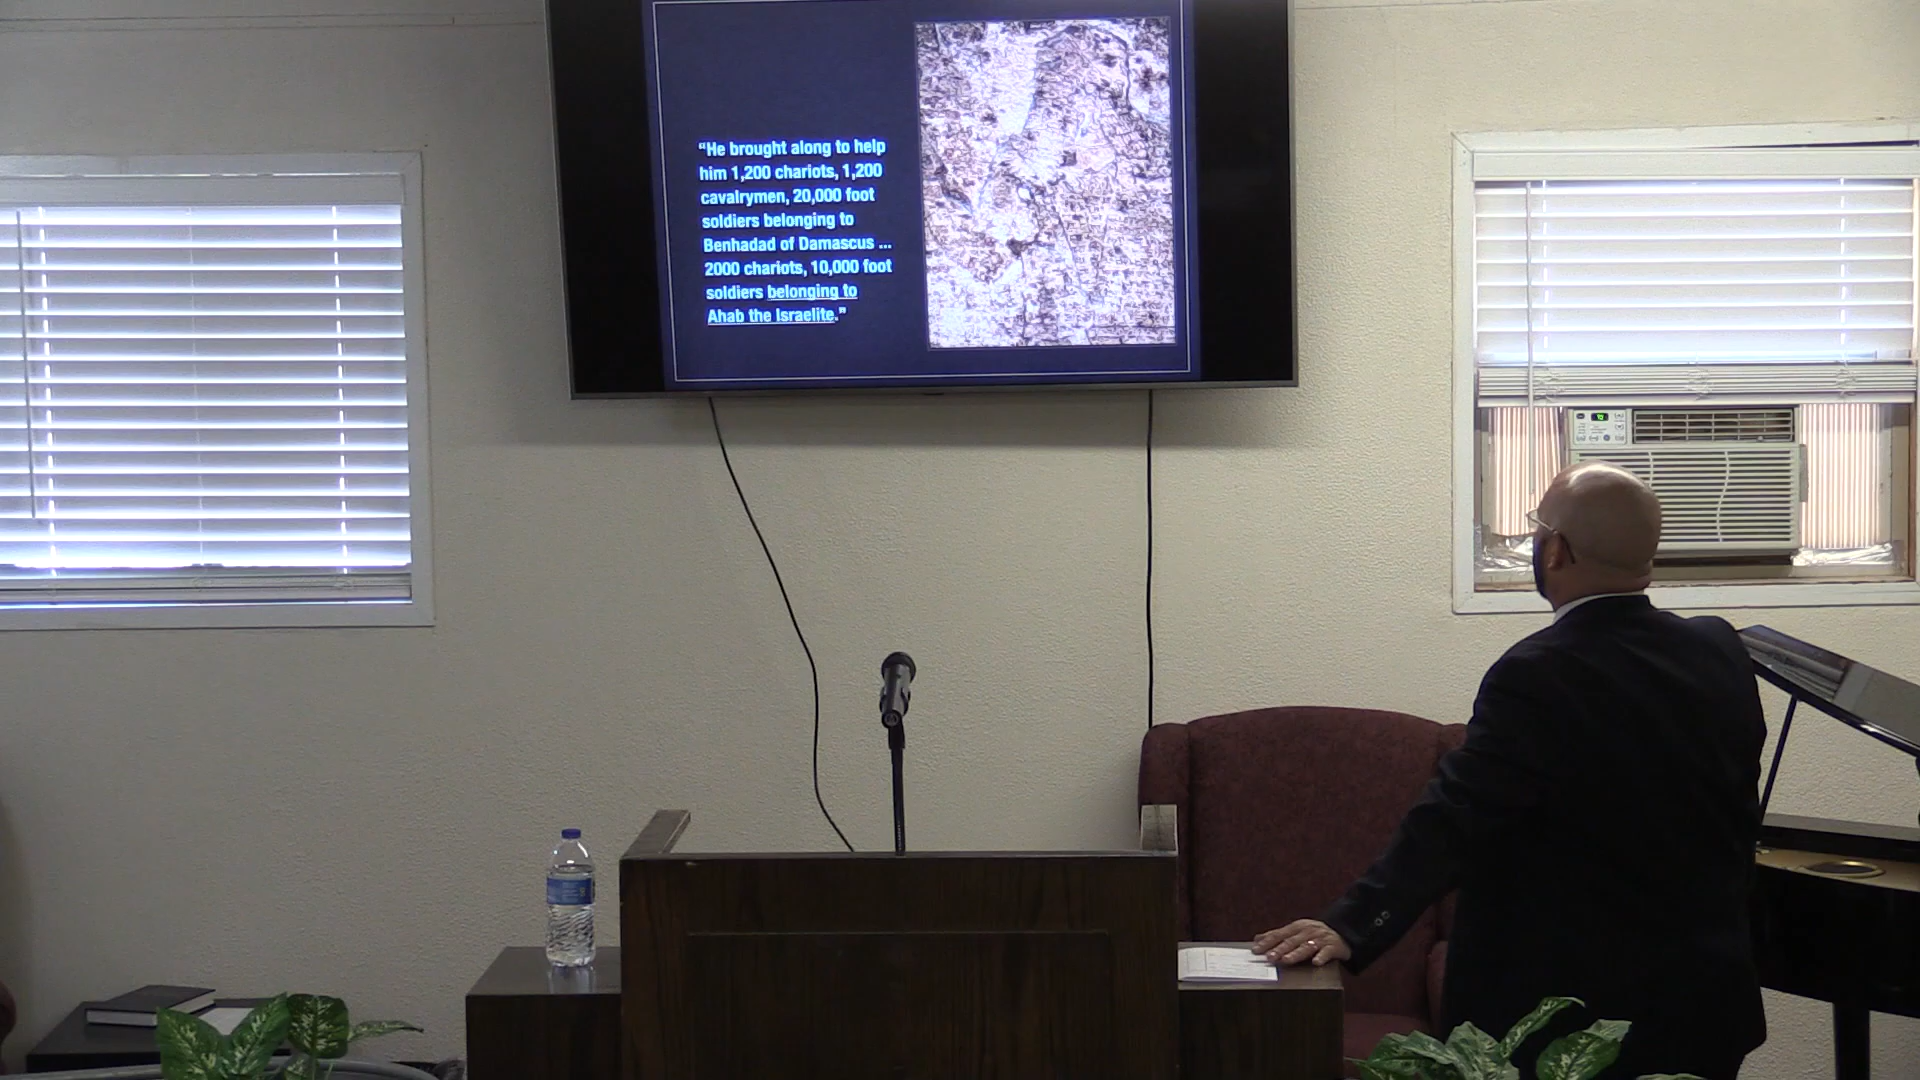 “He brought along to help
him 1,200 chariots, 1,200
cavalrymen, 20,000 foot
soldiers belonging to
Benhadad of Damascus ...
2000 chariots, 10,000 foot
soldiers belonging to
Ahab the Israelite.”